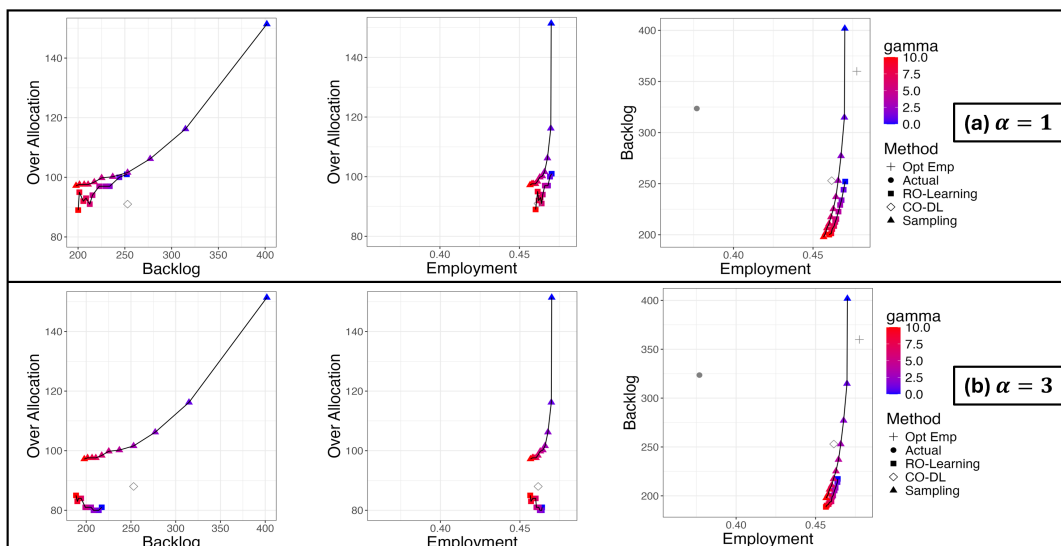 Over Allocation
140
120
100
80
200
250
300
350
400
Backlog
Over Allocation
140
120
100
80
0.40
0.45
Employment
Backlog
400
350
300
250
200
0.40
0.45
Employment
gamma
10.0
7.5
5.0
2.5
0.0
Method
Opt Emp
Actual
RO-Learning
CO-DL
Sampling
(a) α = 1
Over Allocation
140
120
100
80
200
250
300
350
400
Backlog
Over Allocation
140
120
100
80
0.40
0.45
Employment
Backlog
400
350
300
250
200
0.40
0.45
Employment
gamma
10.0
7.5
5.0
2.5
0.0
Method
Opt Emp
Actual
RO-Learning
CO-DL
Sampling
(b) α = 3